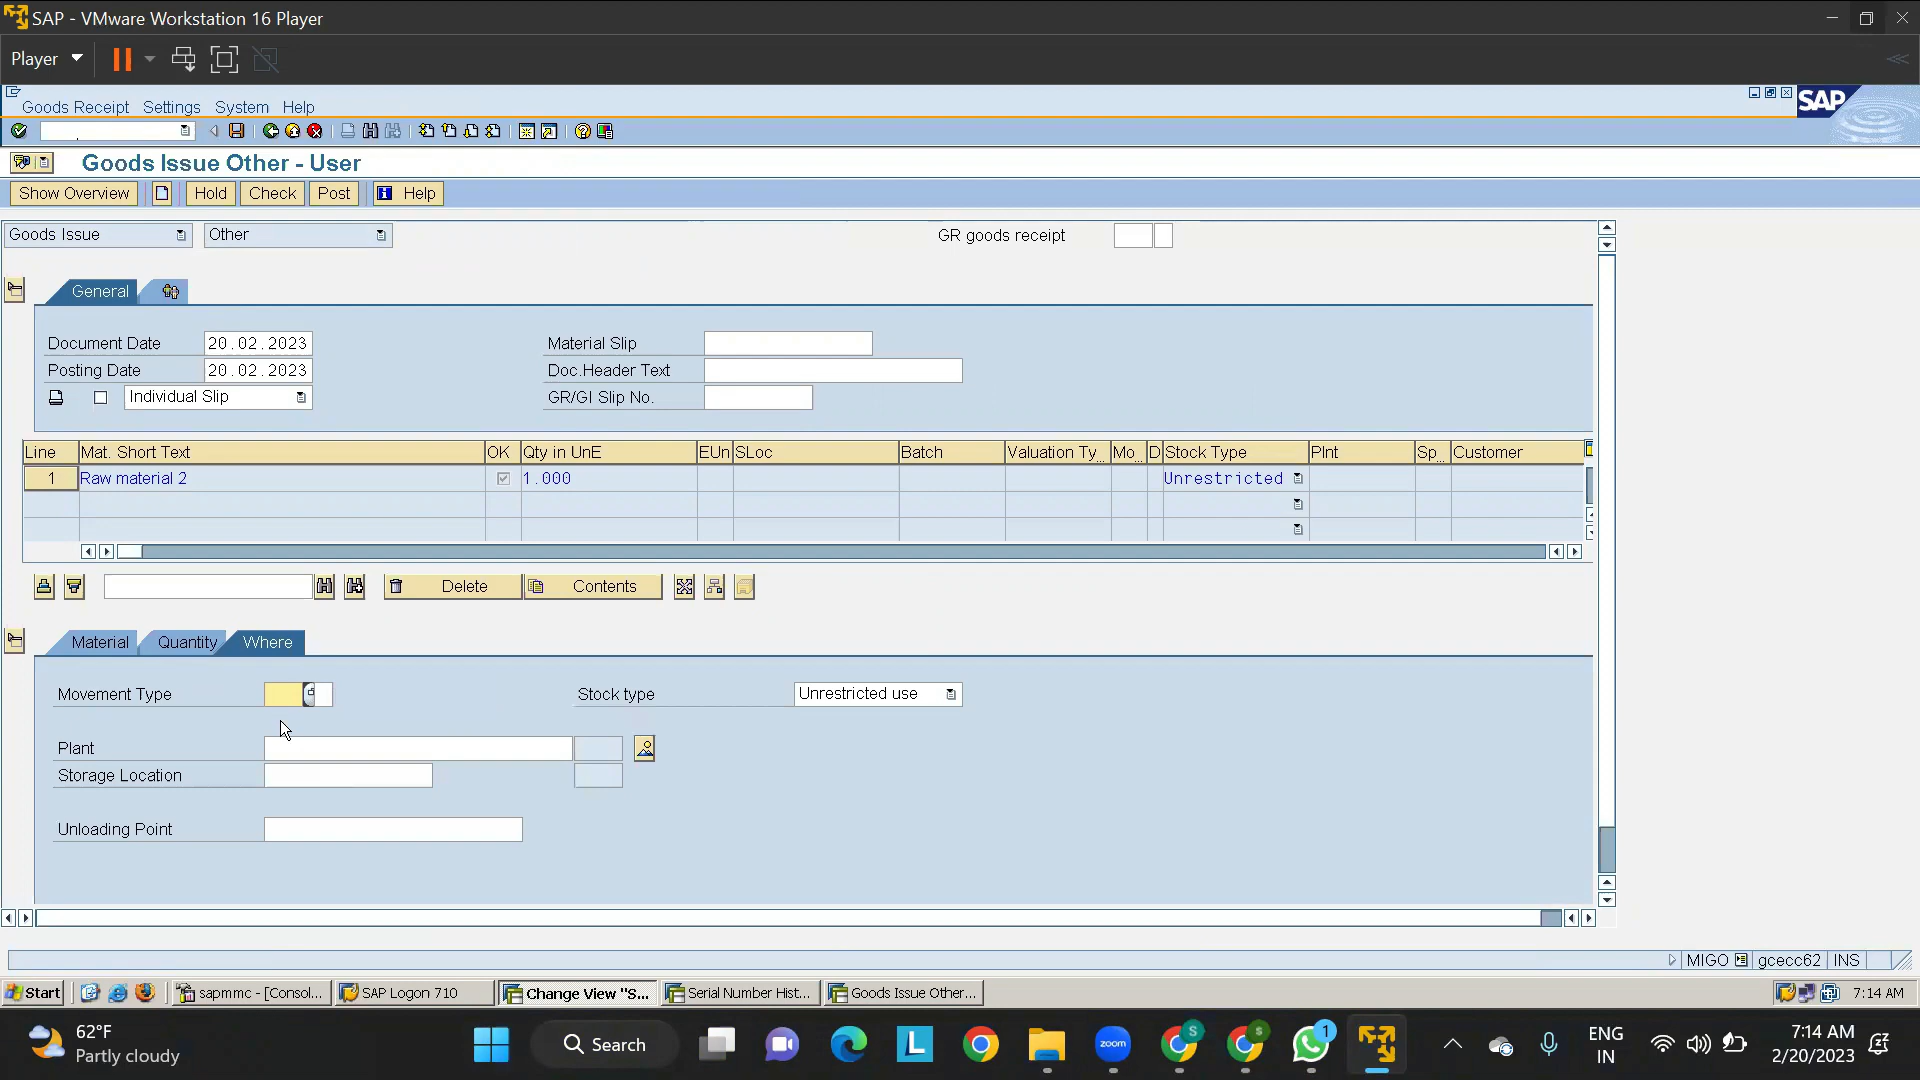 SAP - VMware Workstation 16 Player
Player
Goods Receipt Settings System Help
SAP
Goods Issue Other - User
Show Overview Hold Check Post Help
Goods Issue Other GR goods receipt
General
Document Date 20.02.2023 Material Slip
Posting Date 20.02.2023 Doc.Header Text
Individual Slip GR/GI Slip No.
Line Mat. Short Text OK Qty in UnE EUn SLoc Batch Valuation Ty... Mo... D Stock Type Plnt Sp... Customer
1 Raw material 2 1.000 Unrestricted
Delete Contents
Material Quantity Where
Movement Type Stock type Unrestricted use
Plant
Storage Location
Unloading Point
MIGO gcecc62 INS
Start sapmmc - [Consol... SAP Logon 710 Change View "S... Serial Number Hist... Goods Issue Other... 7:14 AM
62°F
Partly cloudy
Search
L
zoom
S
S
1
ENG
IN
7:14 AM
2/20/2023